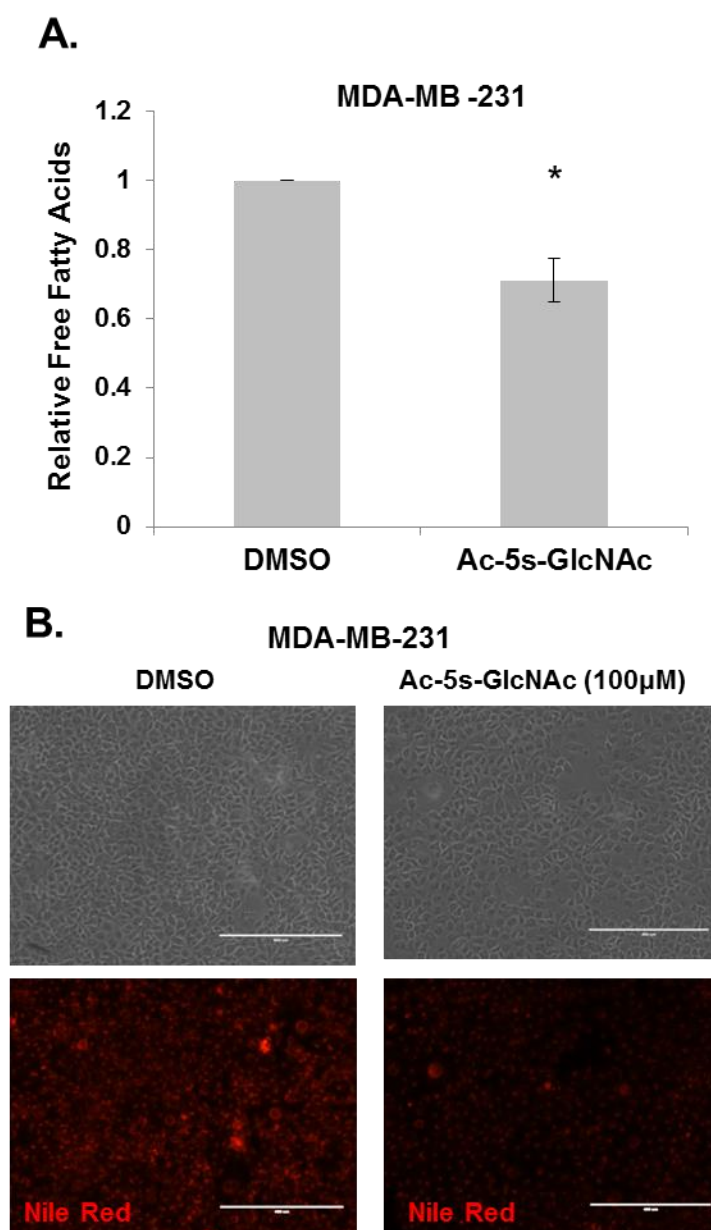 A.
MDA-MB -231
1.2
1
0.8
0.6
0.4
0.2
0
Relative Free Fatty Acids
*
DMSO Ac-5s-GlcNAc
B.
MDA-MB-231
DMSO Ac-5s-GlcNAc (100µM)
Nile Red Nile Red